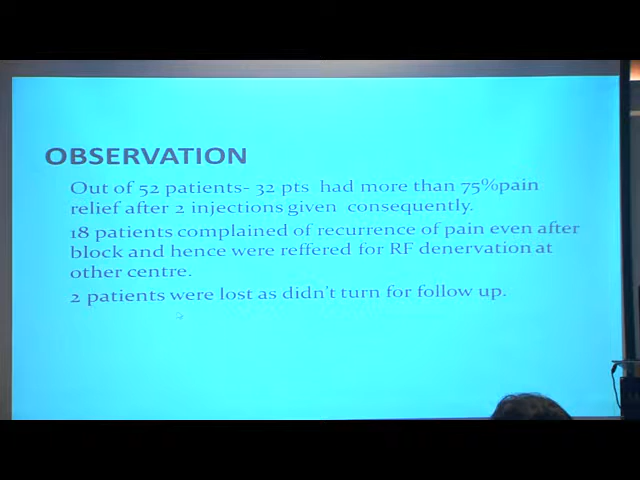 OBSERVATION
Out of 52 patients- 32 pts had more than 75%pain
relief after 2 injections given consequently.
18 patients complained of recurrence of pain even after
block and hence were reffered for RF denervation at
other centre.
2 patients were lost as didn't turn for follow up.